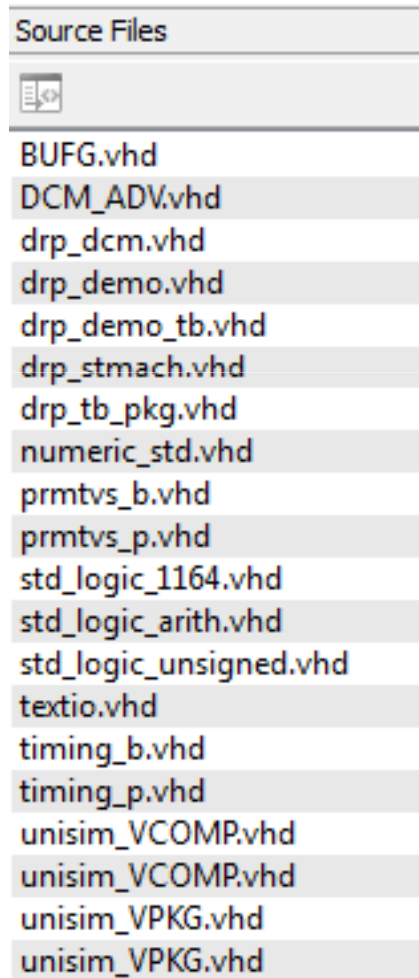 Source Files
BUFG.vhd
DCM_ADV.vhd
drp_dcm.vhd
drp_demo.vhd
drp_demo_tb.vhd
drp_stmach.vhd
drp_tb_pkg.vhd
numeric_std.vhd
prmtvs_b.vhd
prmtvs_p.vhd
std_logic_1164.vhd
std_logic_arith.vhd
std_logic_unsigned.vhd
textio.vhd
timing_b.vhd
timing_p.vhd
unisim_VCOMP.vhd
unisim_VCOMP.vhd
unisim_VPKG.vhd
unisim_VPKG.vhd